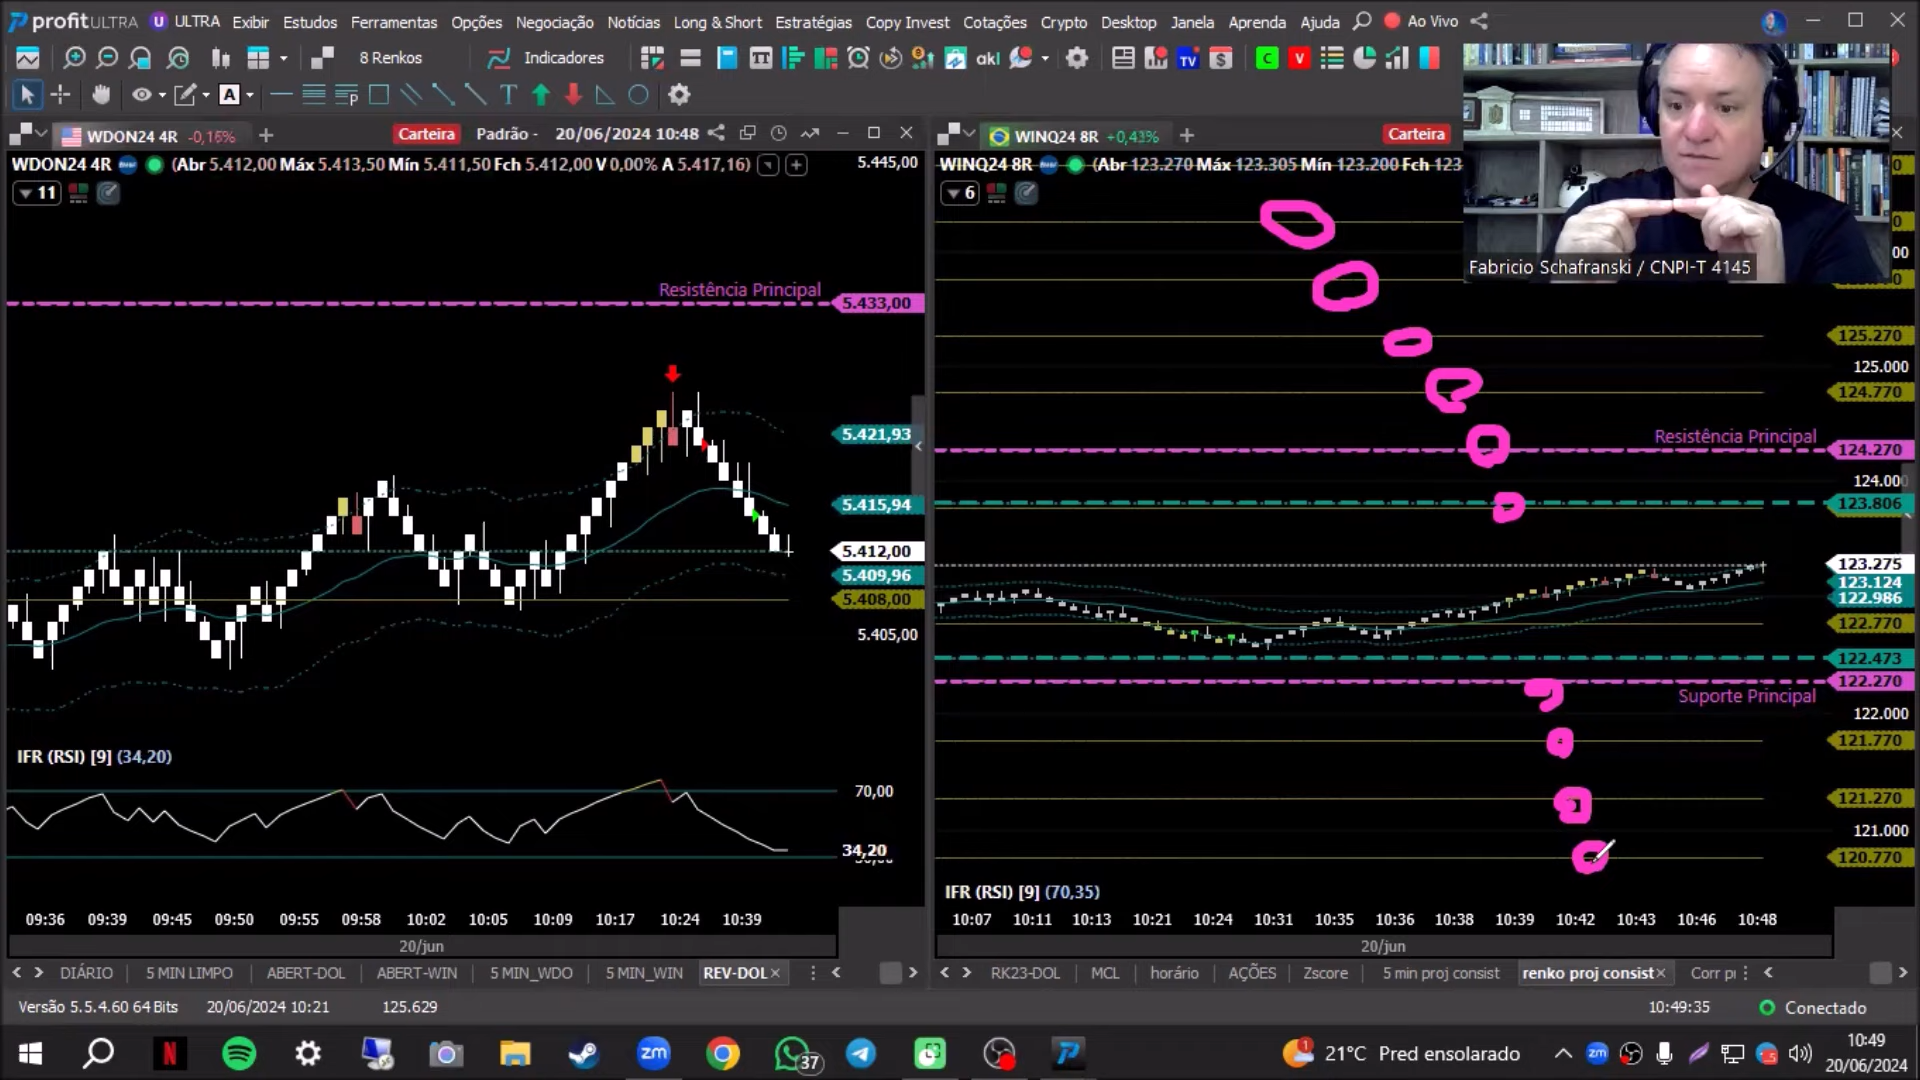 profit ULTRA U ULTRA Exibir Estudos Ferramentas Opções Negociação Notícias Long & Short Estratégias Copy Invest Cotações Crypto Desktop Janela Aprenda Ajuda Ao Vivo
8 Renkos Indicadores TT akl TV $ C V
A T
WDON24 4R -0,16% Carteira Padrão - 20/06/2024 10:48
WDON24 4R (Abr 5.412,00 Máx 5.413,50 Mín 5.411,50 Fch 5.412,00 V 0,00% A 5.417,16)
11
5.445,00
Resistência Principal
5.433,00
5.421,93
5.415,94
5.412,00
5.409,96
5.408,00
5.405,00
IFR (RSI) [9] (34,20)
70,00
34,20
09:36 09:39 09:45 09:50 09:55 09:58 10:02 10:05 10:09 10:17 10:24 10:39
20/jun
DIÁRIO 5 MIN LIMPO ABERT-DOL ABERT-WIN 5 MIN_WDO 5 MIN_WIN REV-DOL
WINQ24 8R +0,43% Carteira
WINQ24 8R (Abr 123.270 Máx 123.305 Mín 123.200 Fch 123
6
Fabricio Schafranski / CNPI-T 4145
125.270
125.000
124.770
Resistência Principal
124.270
124.000
123.806
123.275
123.124
122.986
122.770
122.473
122.270
Suporte Principal
122.000
121.770
121.270
121.000
120.770
IFR (RSI) [9] (70,35)
10:07 10:11 10:13 10:21 10:24 10:31 10:35 10:36 10:38 10:39 10:42 10:43 10:46 10:48
20/jun
RK23-DOL MCL horário AÇÕES Zscore 5 min proj consist renko proj consist Corr pr
Versão 5.5.4.60 64 Bits 20/06/2024 10:21 125.629 10:49:35 Conectado
N zm 37 1 21°C Pred ensolarado zm 10:49
20/06/2024